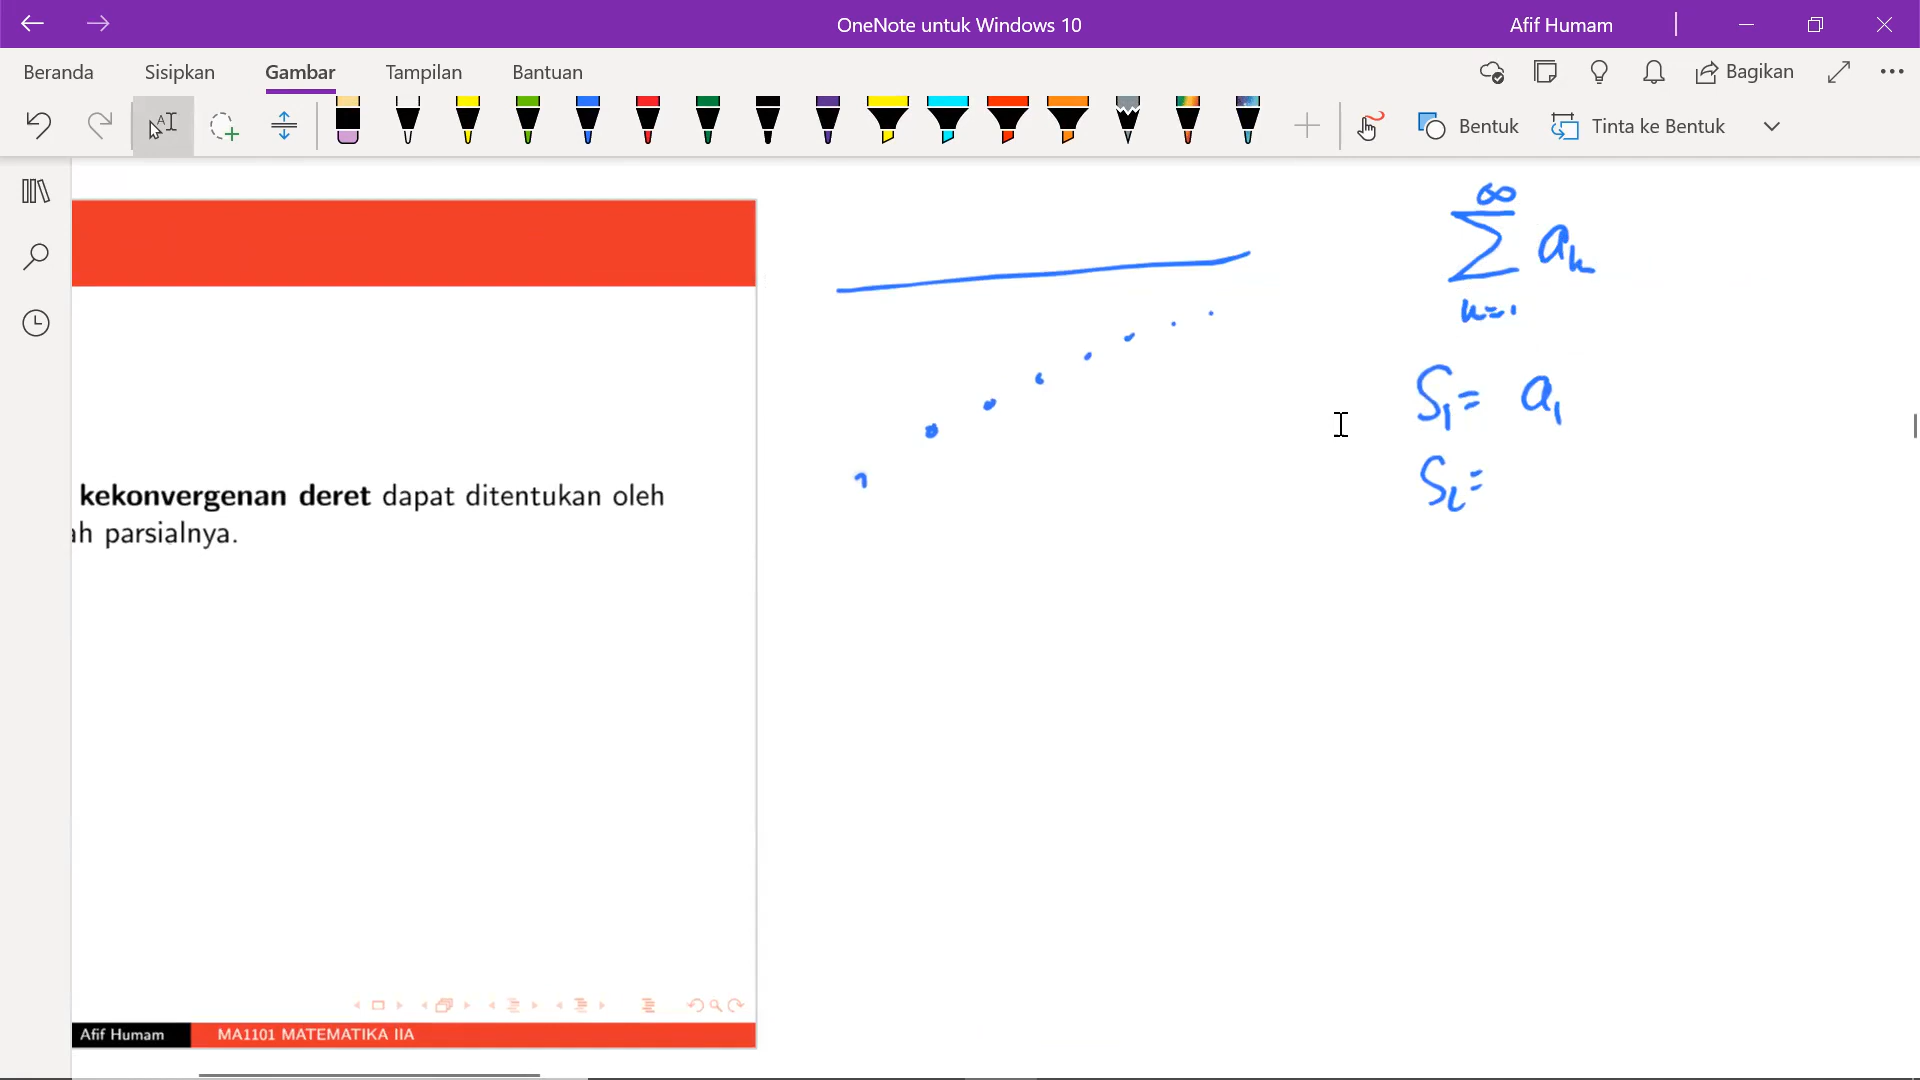 OneNote untuk Windows 10
Afif Humam
Beranda Sisipkan Gambar Tampilan Bantuan
Bagikan
Bentuk Tinta ke Bentuk
∞
∑ aₖ
k=1
S₁= a₁
S₂=
kekonvergenan deret dapat ditentukan oleh
ah parsialnya.
Afif Humam MA1101 MATEMATIKA IIA